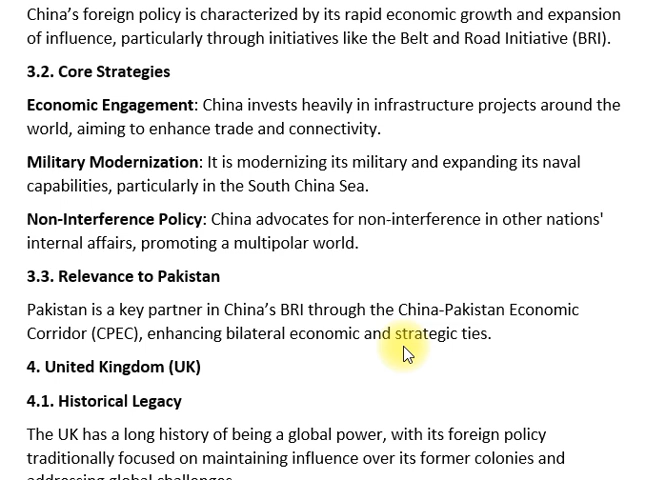 China’s foreign policy is characterized by its rapid economic growth and expansion
of influence, particularly through initiatives like the Belt and Road Initiative (BRI).
3.2. Core Strategies
Economic Engagement: China invests heavily in infrastructure projects around the
world, aiming to enhance trade and connectivity.
Military Modernization: It is modernizing its military and expanding its naval
capabilities, particularly in the South China Sea.
Non-Interference Policy: China advocates for non-interference in other nations'
internal affairs, promoting a multipolar world.
3.3. Relevance to Pakistan
Pakistan is a key partner in China’s BRI through the China-Pakistan Economic
Corridor (CPEC), enhancing bilateral economic and strategic ties.
4. United Kingdom (UK)
4.1. Historical Legacy
The UK has a long history of being a global power, with its foreign policy
traditionally focused on maintaining influence over its former colonies and
addressing global challenges.